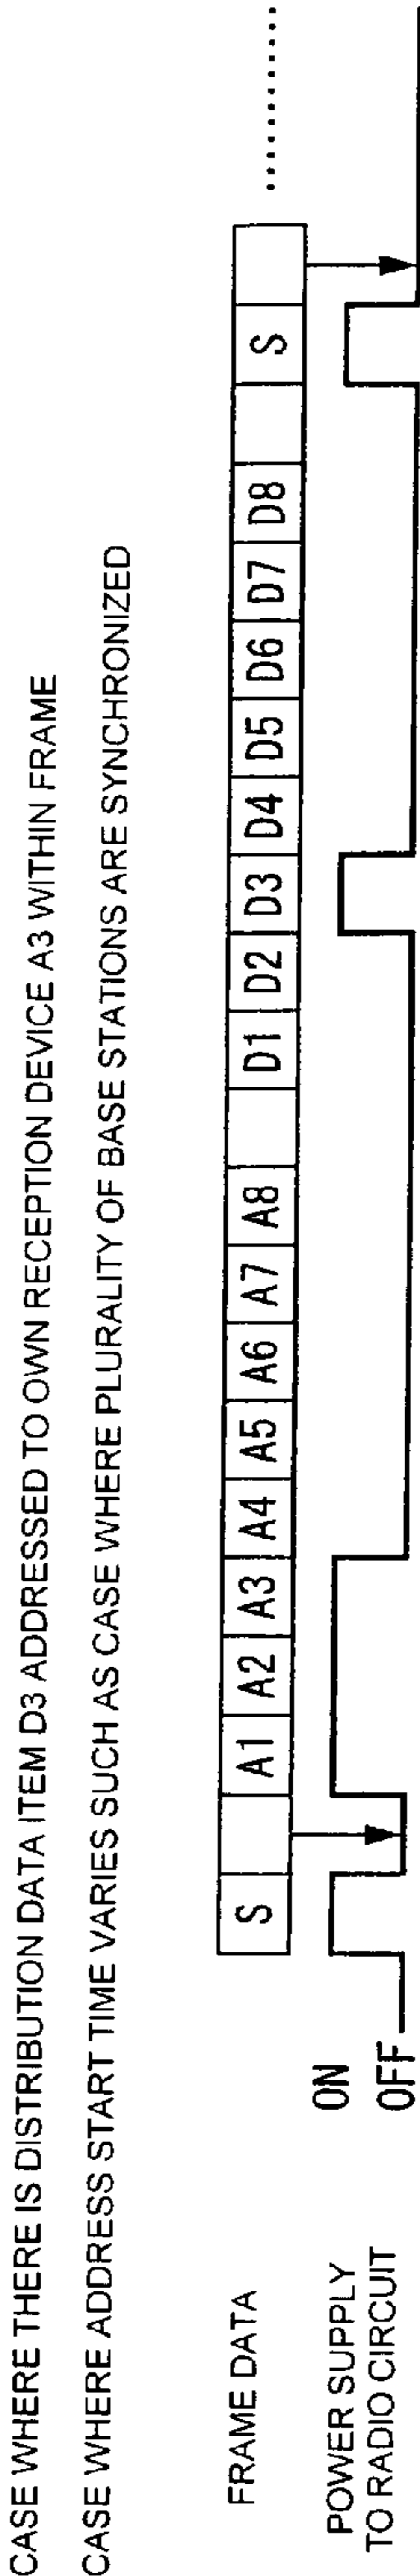 CASE WHERE THERE IS DISTRIBUTION DATA ITEM D3 ADDRESSED TO OWN RECEPTION DEVICE A3 WITHIN FRAME
CASE WHERE ADDRESS START TIME VARIES SUCH AS CASE WHERE PLURALITY OF BASE STATIONS ARE SYNCHRONIZED
FRAME DATA
S A1 A2 A3 A4 A5 A6 A7 A8 D1 D2 D3 D4 D5 D6 D7 D8 S ...........
POWER SUPPLY
TO RADIO CIRCUIT
ON
OFF